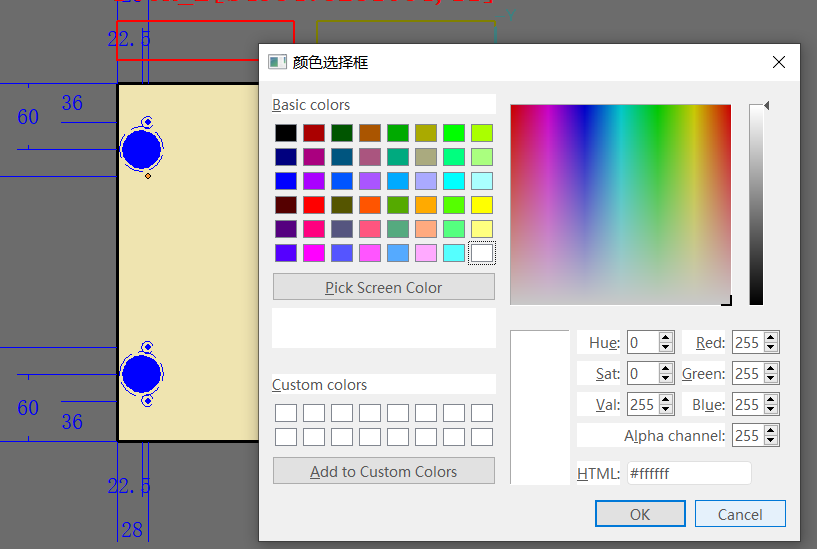 22.5
颜色选择框
36
60
Basic colors
Pick Screen Color
Custom colors
Add to Custom Colors
Hue: 0
Red: 255
Sat: 0
Green: 255
Val: 255
Blue: 255
Alpha channel: 255
HTML: #ffffff
OK
Cancel
60
36
22.5
28